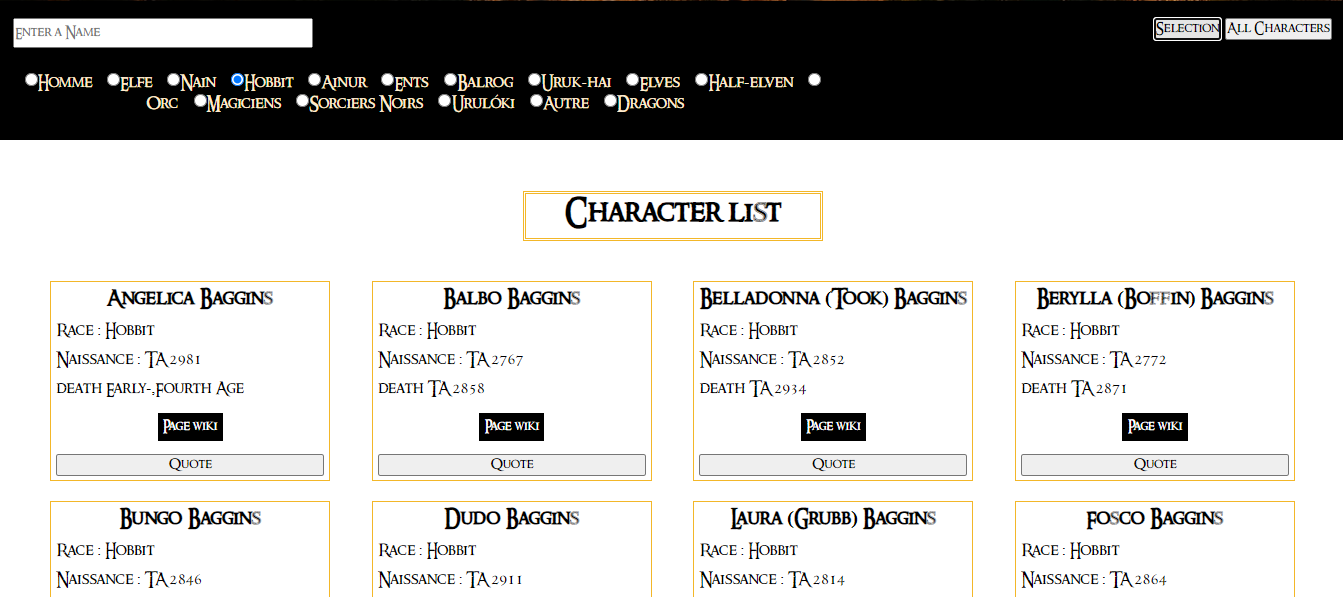 Enter a Name
Selection All Characters
Homme Elfe Nain Hobbit Ainur Ents Balrog Uruk-hai Elves Half-elven
Orc Magiciens Sorciers Noirs Urulóki Autre Dragons
Character list
Angelica Baggins Balbo Baggins Belladonna (Took) Baggins Berylla (Boffin) Baggins
Race : Hobbit Race : Hobbit Race : Hobbit Race : Hobbit
Naissance : TA 2981 Naissance : TA 2767 Naissance : TA 2852 Naissance : TA 2772
death Early-,Fourth Age death TA 2858 death TA 2934 death TA 2871
Page wiki Page wiki Page wiki Page wiki
Quote Quote Quote Quote
Bungo Baggins Dudo Baggins Laura (Grubb) Baggins fosco Baggins
Race : Hobbit Race : Hobbit Race : Hobbit Race : Hobbit
Naissance : TA 2846 Naissance : TA 2911 Naissance : TA 2814 Naissance : TA 2864